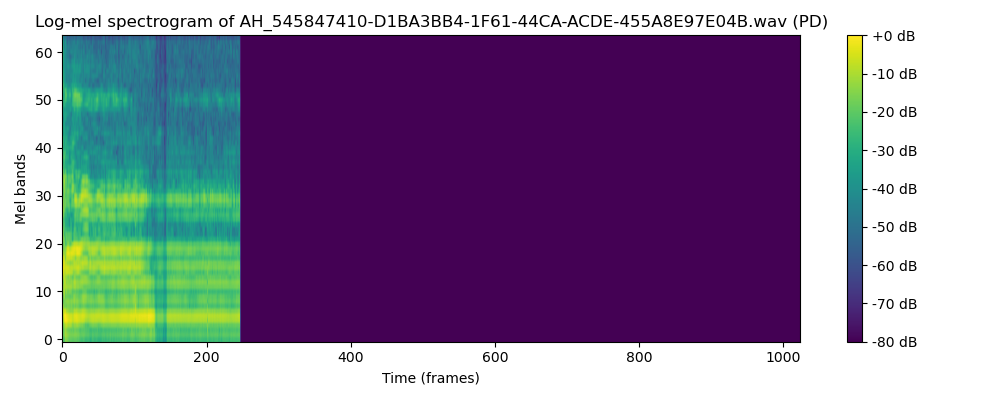 Log-mel spectrogram of AH_545847410-D1BA3BB4-1F61-44CA-ACDE-455A8E97E04B.wav (PD)
Mel bands
60
50
40
30
20
10
0
0
200
400
600
800
1000
Time (frames)
+0 dB
-10 dB
-20 dB
-30 dB
-40 dB
-50 dB
-60 dB
-70 dB
-80 dB